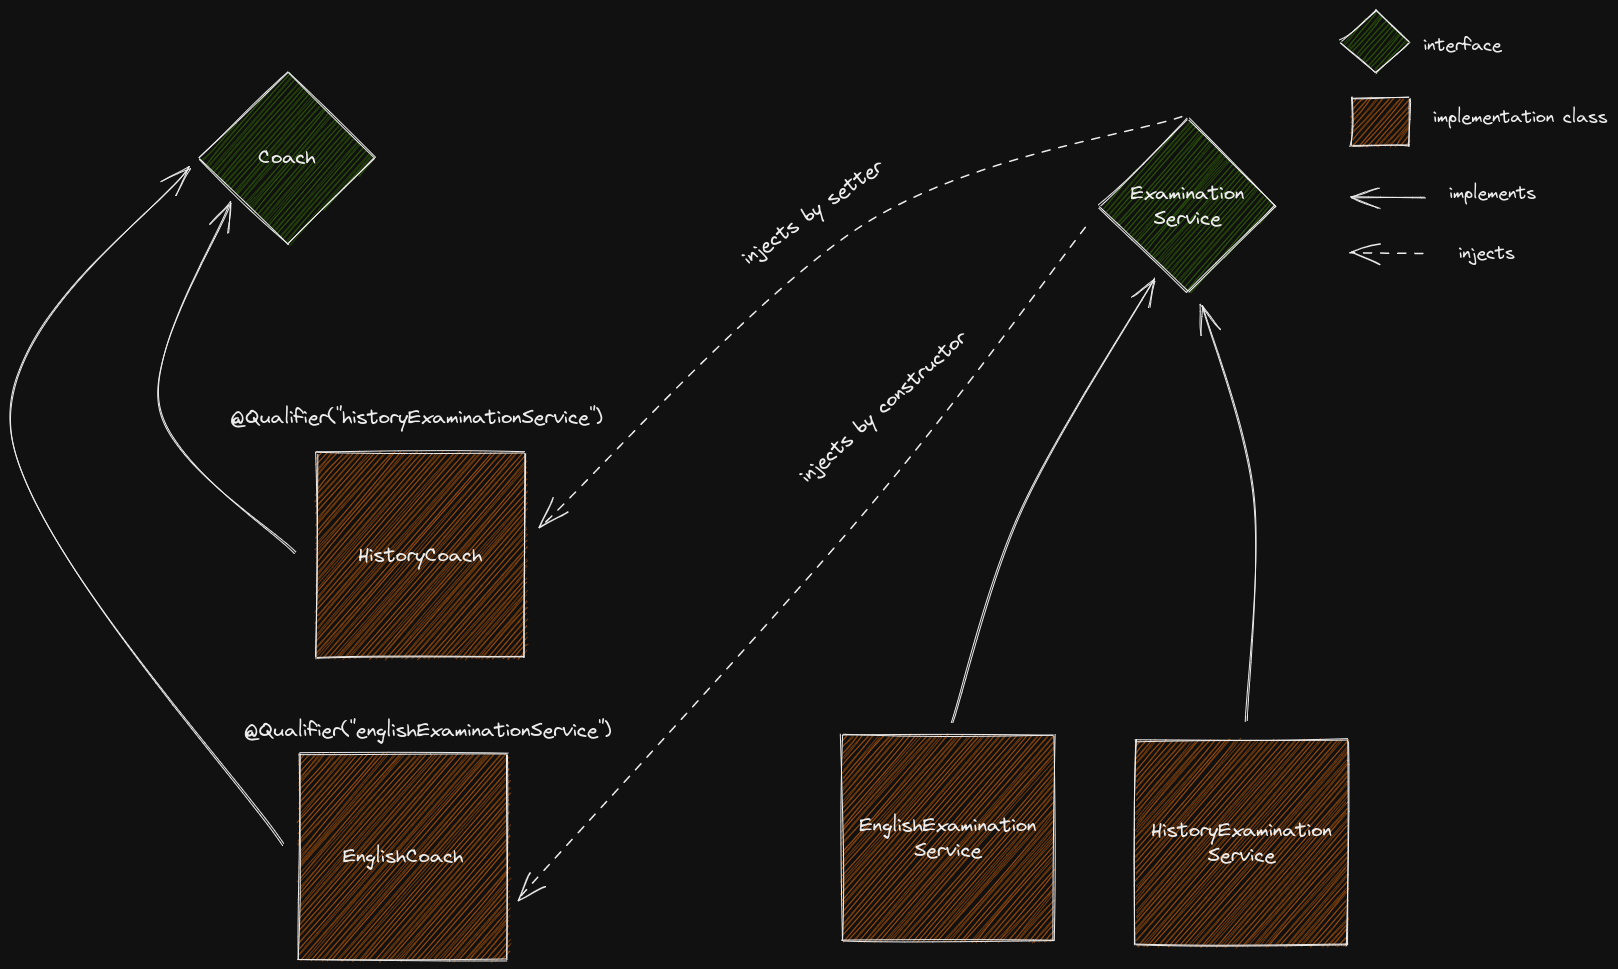 interface
implementation class
implements
injects
Coach
Examination
Service
injects by setter
injects by constructor
@Qualifier("historyExaminationService")
HistoryCoach
@Qualifier("englishExaminationService")
EnglishCoach
EnglishExamination
Service
HistoryExamination
Service